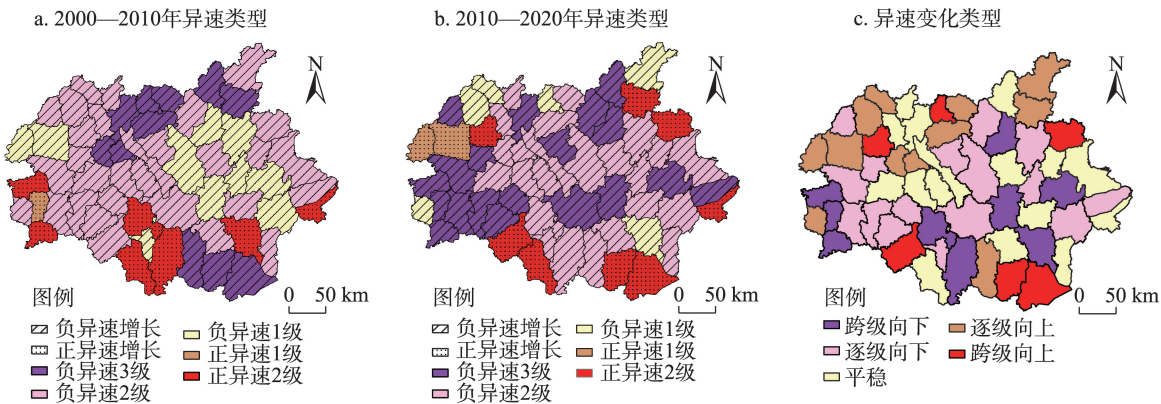 a. 2000—2010年异速类型
N
图例
0 50 km
负异速增长
负异速1级
正异速增长
正异速1级
负异速3级
正异速2级
负异速2级
b. 2010—2020年异速类型
N
图例
0 50 km
负异速增长
负异速1级
正异速增长
正异速1级
负异速3级
正异速2级
负异速2级
c. 异速变化类型
N
图例
0 50 km
跨级向下
逐级向上
逐级向下
跨级向上
平稳